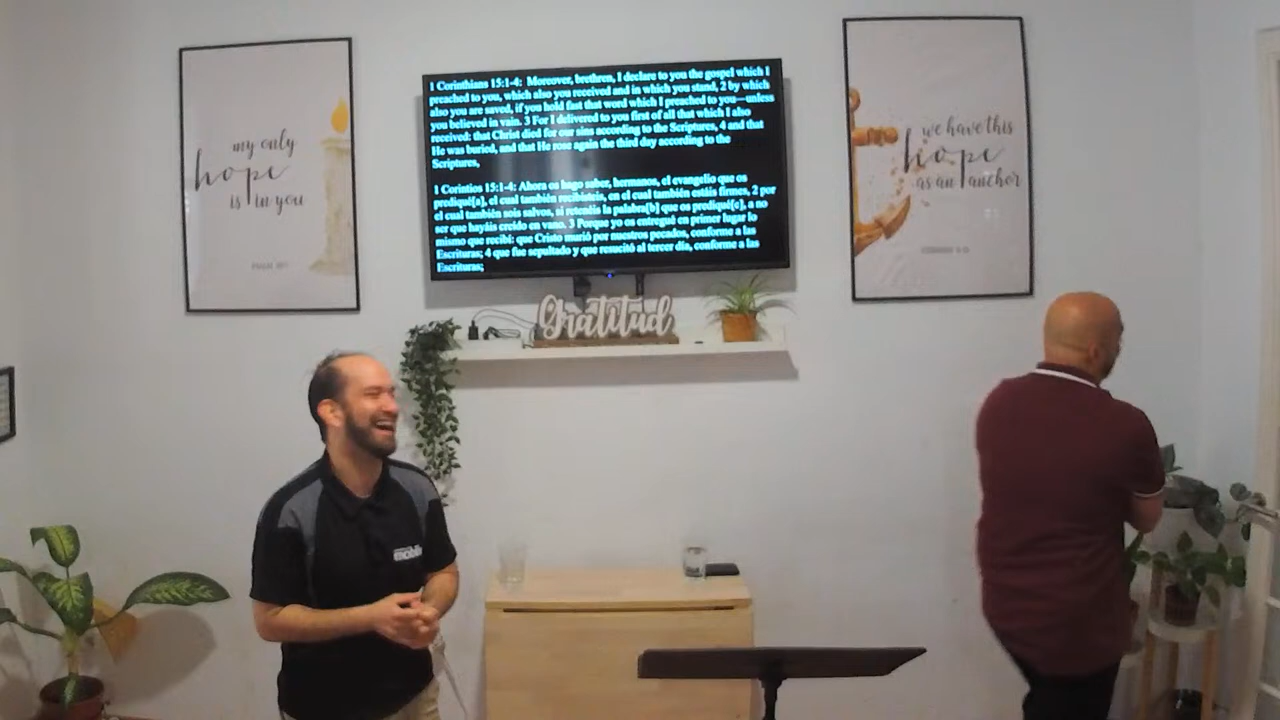 my only
hope
is in you
1 Corinthians 15:1-4: Moreover, brethren, I declare to you the gospel which I
preached to you, which also you received and in which you stand, 2 by which
also you are saved, if you hold fast that word which I preached to you—unless
you believed in vain. 3 For I delivered to you first of all that which I also
received: that Christ died for our sins according to the Scriptures, 4 and that
He was buried, and that He rose again the third day according to the
Scriptures,
1 Corintios 15:1-4: Ahora os hago saber, hermanos, el evangelio que os
prediqué[a], el cual también recibisteis, en el cual también estáis firmes, 2 por
el cual también sois salvos, si retenéis la palabra[b] que os prediqué[c], a no
ser que hayáis creído en vano. 3 Porque yo os entregué en primer lugar lo
mismo que recibí: que Cristo murió por nuestros pecados, conforme a las
Escrituras; 4 que fue sepultado y que resucitó al tercer día, conforme a las
Escrituras;
we have this
hope
as an anchor
Gratitud
mobile